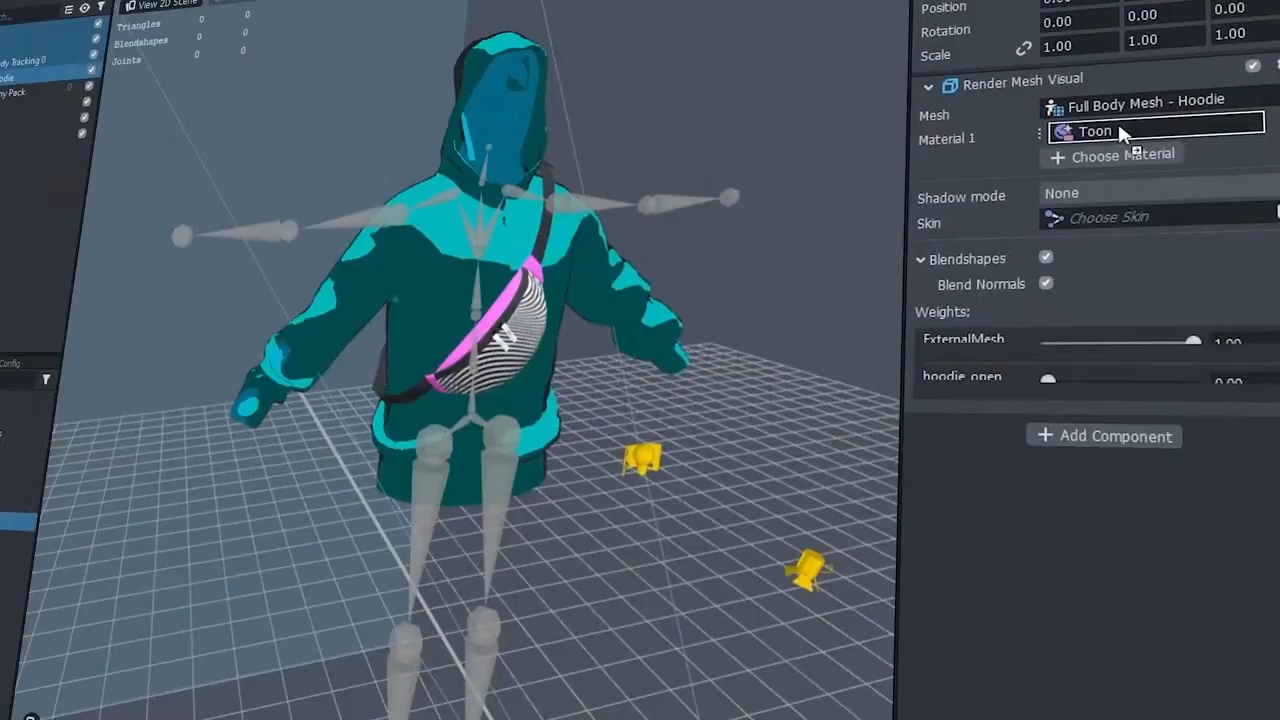 View 2D Scene
Triangles 0 0
Blendshapes 0 0
Joints 0 0
dy Tracking 0
odie
ny Pack 0
Config
Position
Rotation 0.00 0.00 0.00
Scale 1.00 1.00 1.00
Render Mesh Visual
Mesh Full Body Mesh - Hoodie
Material 1 Toon
+ Choose Material
Shadow mode None
Skin Choose Skin
Blendshapes
Blend Normals
Weights:
ExternalMesh 1.00
hoodie open 0.00
+ Add Component